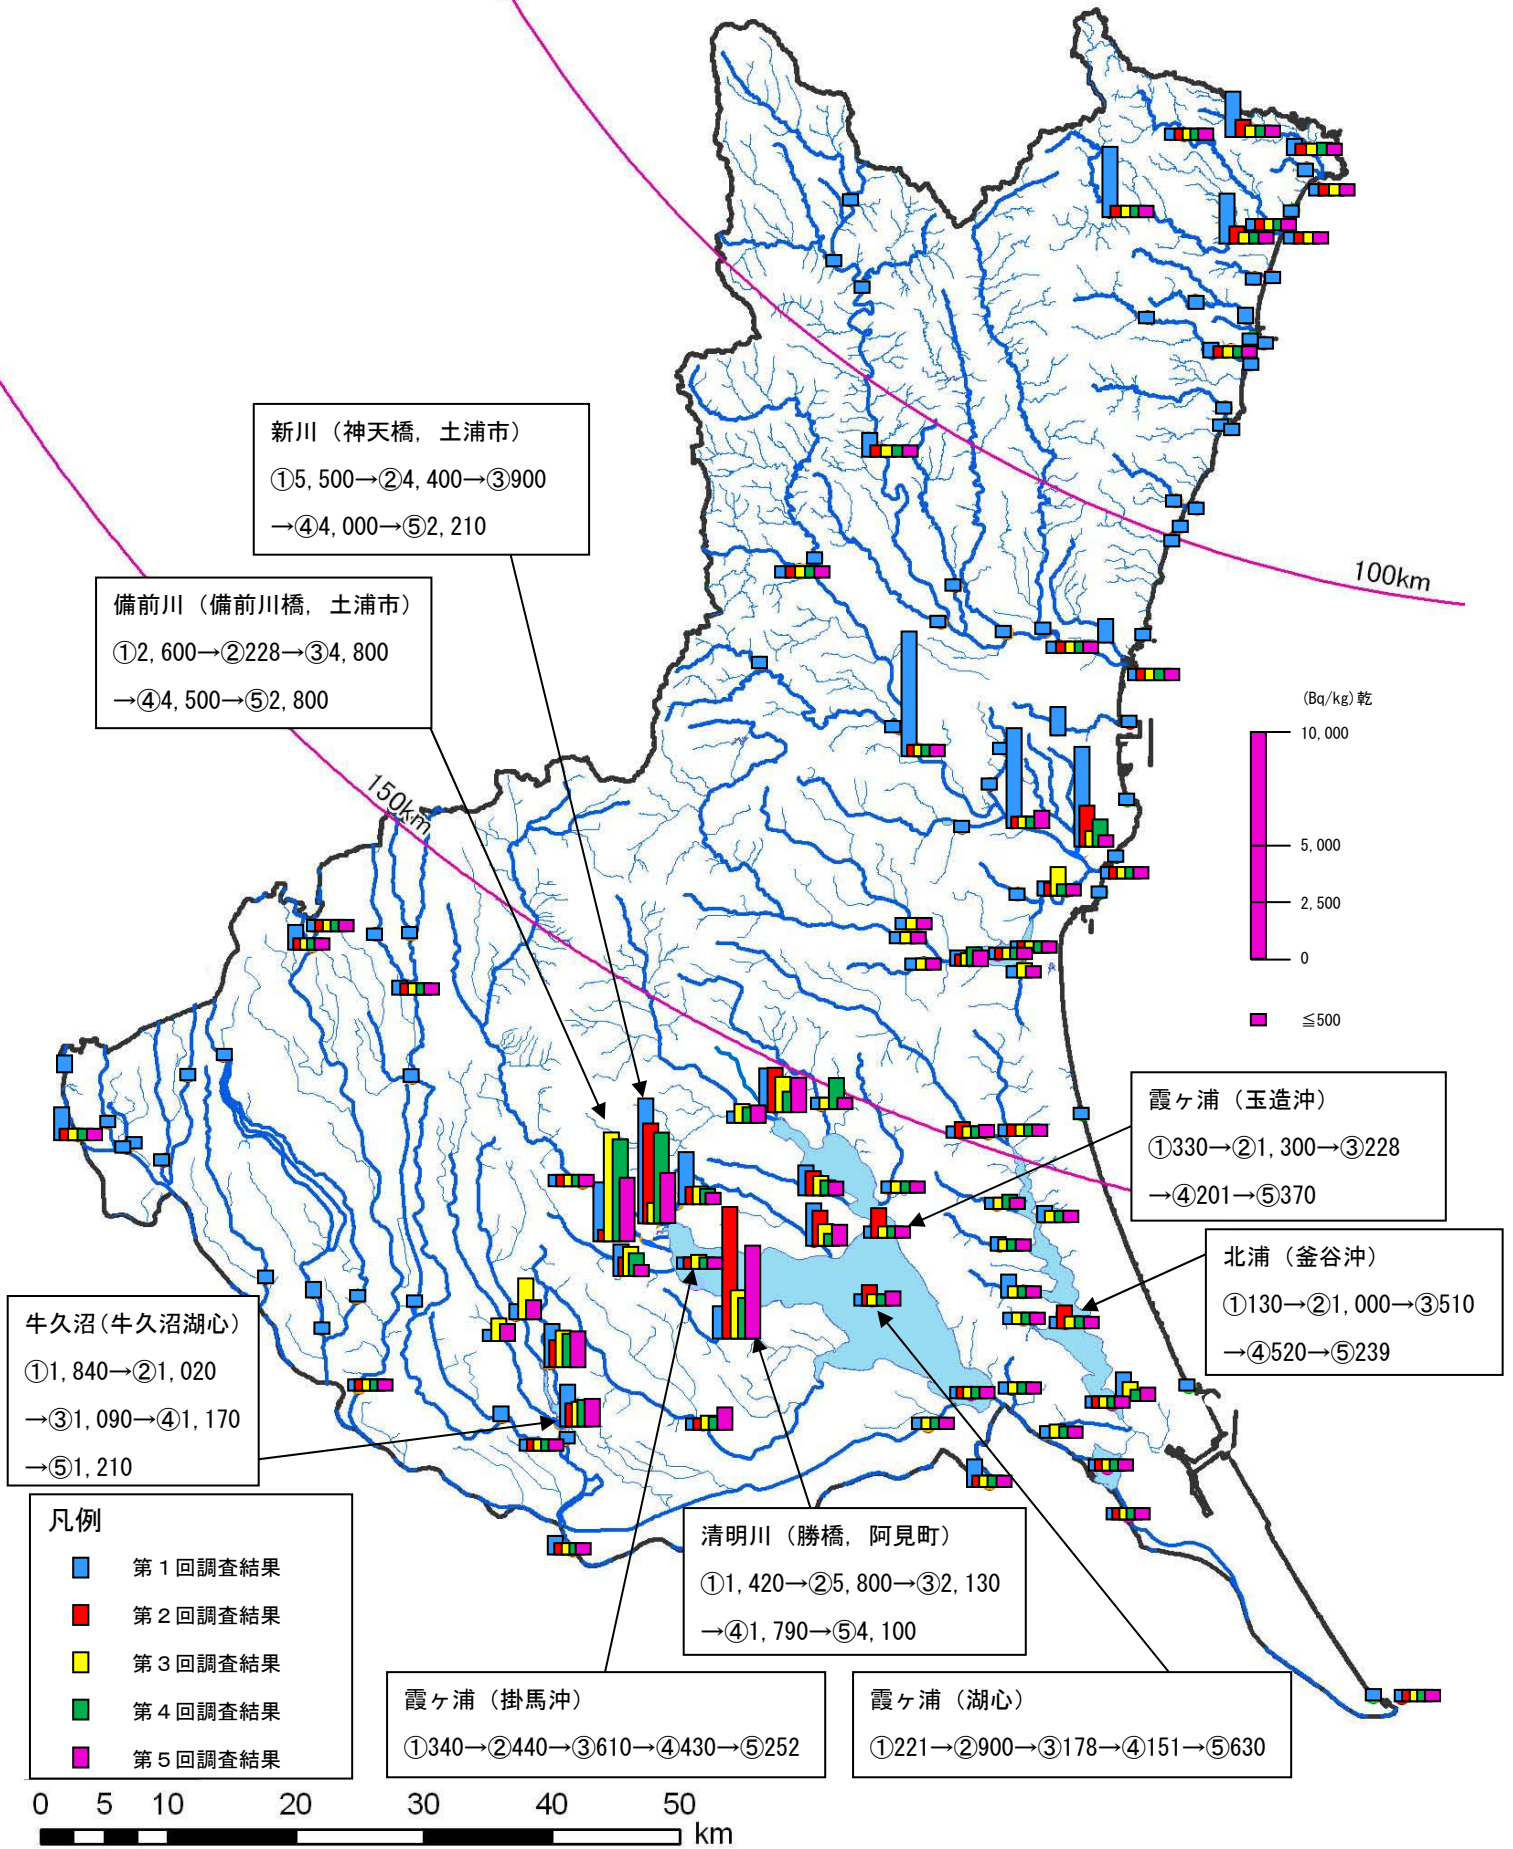 新川（神天橋，土浦市）
①5,500→②4,400→③900
→④4,000→⑤2,210
備前川（備前川橋，土浦市）
①2,600→②228→③4,800
→④4,500→⑤2,800
100km
150km
(Bq/kg)乾
10,000
5,000
2,500
0
≦500
霞ヶ浦（玉造沖）
①330→②1,300→③228
→④201→⑤370
北浦（釜谷沖）
①130→②1,000→③510
→④520→⑤239
牛久沼(牛久沼湖心)
①1,840→②1,020
→③1,090→④1,170
→⑤1,210
清明川（勝橋，阿見町）
①1,420→②5,800→③2,130
→④1,790→⑤4,100
霞ヶ浦（掛馬沖）
①340→②440→③610→④430→⑤252
霞ヶ浦（湖心）
①221→②900→③178→④151→⑤630
凡例
第１回調査結果
第２回調査結果
第３回調査結果
第４回調査結果
第５回調査結果
0 5 10 20 30 40 50
km